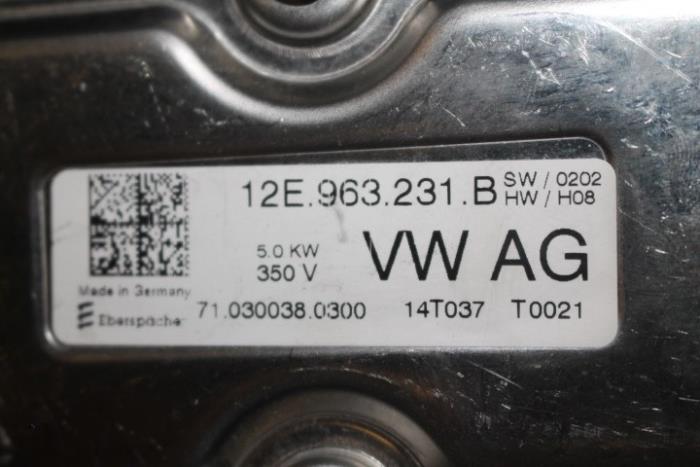 12E.963.231.B SW/0202
HW/H08
5.0 KW
350 V
VW AG
Made in Germany
71.030038.0300 14T037 T0021
Eberspächer